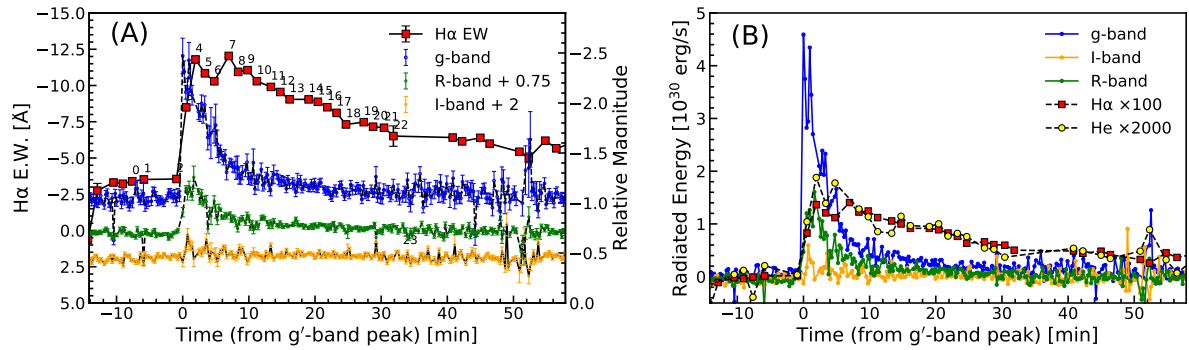 (A)
Hα EW
g-band
R-band + 0.75
I-band + 2
−15.0
−12.5
−10.0
−7.5
−5.0
−2.5
0.0
2.5
5.0
Hα E.W. [Å]
0 1 2 4 5 6 7 8 9 10 11 12 13 14 15 16 17 18 19 20 21 22 23
−2.5
−2.0
−1.5
−1.0
−0.5
0.0
Relative Magnitude
−10 0 10 20 30 40 50
Time (from g′-band peak) [min]
(B)
g-band
I-band
R-band
Hα ×100
He ×2000
5
4
3
2
1
0
Radiated Energy [10³⁰ erg/s]
−10 0 10 20 30 40 50
Time (from g′-band peak) [min]